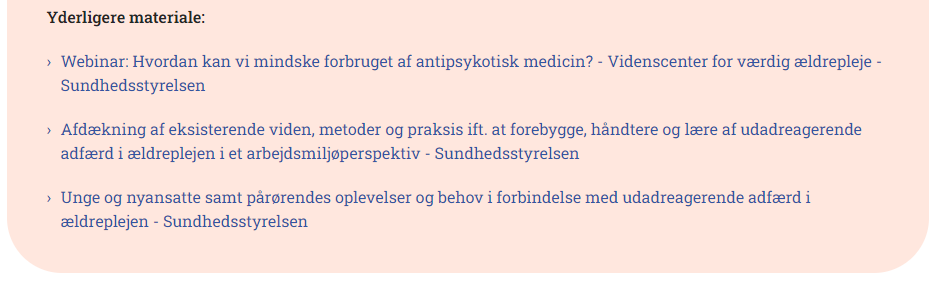 Yderligere materiale:
› Webinar: Hvordan kan vi mindske forbruget af antipsykotisk medicin? - Videnscenter for værdig ældrepleje -
Sundhedsstyrelsen
› Afdækning af eksisterende viden, metoder og praksis ift. at forebygge, håndtere og lære af udadreagerende
adfærd i ældreplejen i et arbejdsmiljøperspektiv - Sundhedsstyrelsen
› Unge og nyansatte samt pårørendes oplevelser og behov i forbindelse med udadreagerende adfærd i
ældreplejen - Sundhedsstyrelsen